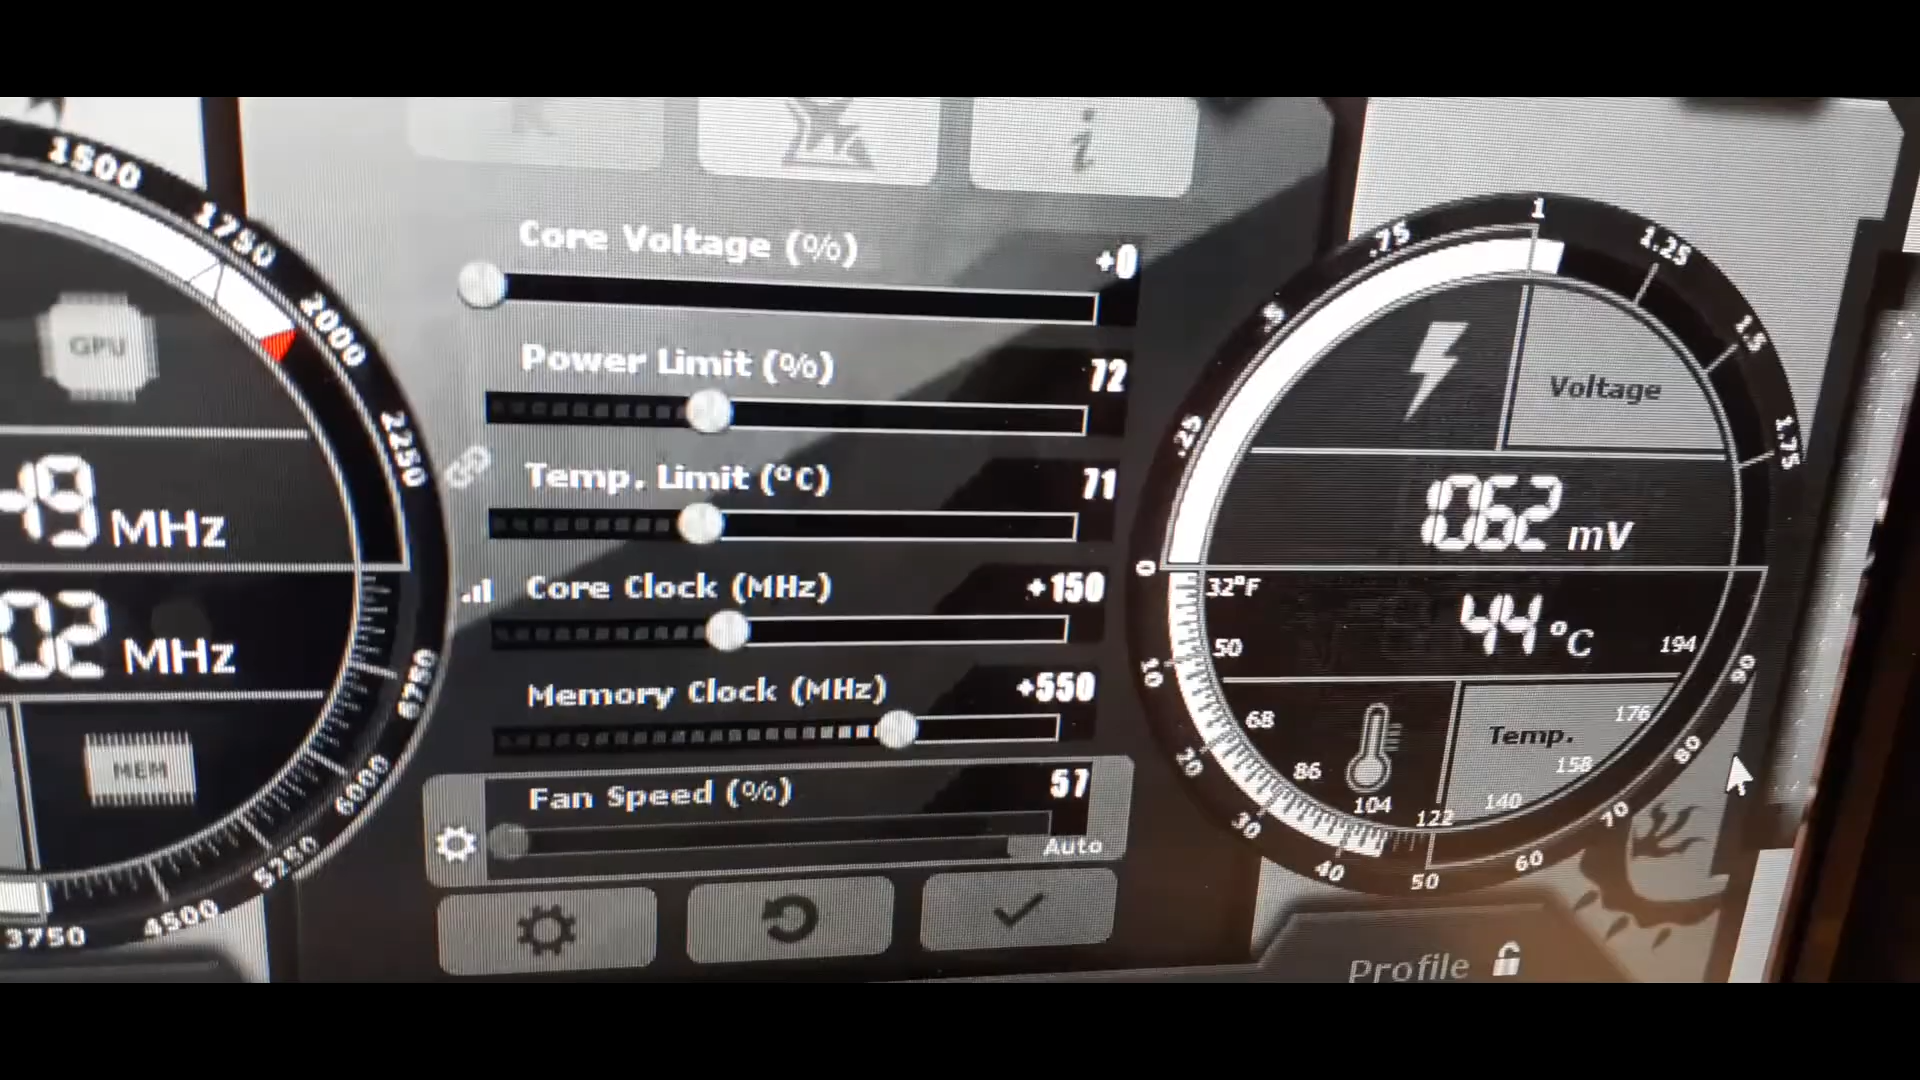 1500
1750
2000
2250
GPU
MHz
02 MHz
MEM
6750
6000
5250
4500
3750
i
Core Voltage (%) +0
Power Limit (%) 72
Temp. Limit (°C) 71
Core Clock (MHz) +150
Memory Clock (MHz) +550
Fan Speed (%) 57
Auto
0
.25
.5
.75
1
1.25
1.5
1.75
Voltage
1062 mV
44 °C
32°F
50
68
86
104
122
140
158
176
194
Temp.
10
20
30
40
50
60
70
80
90
Profile